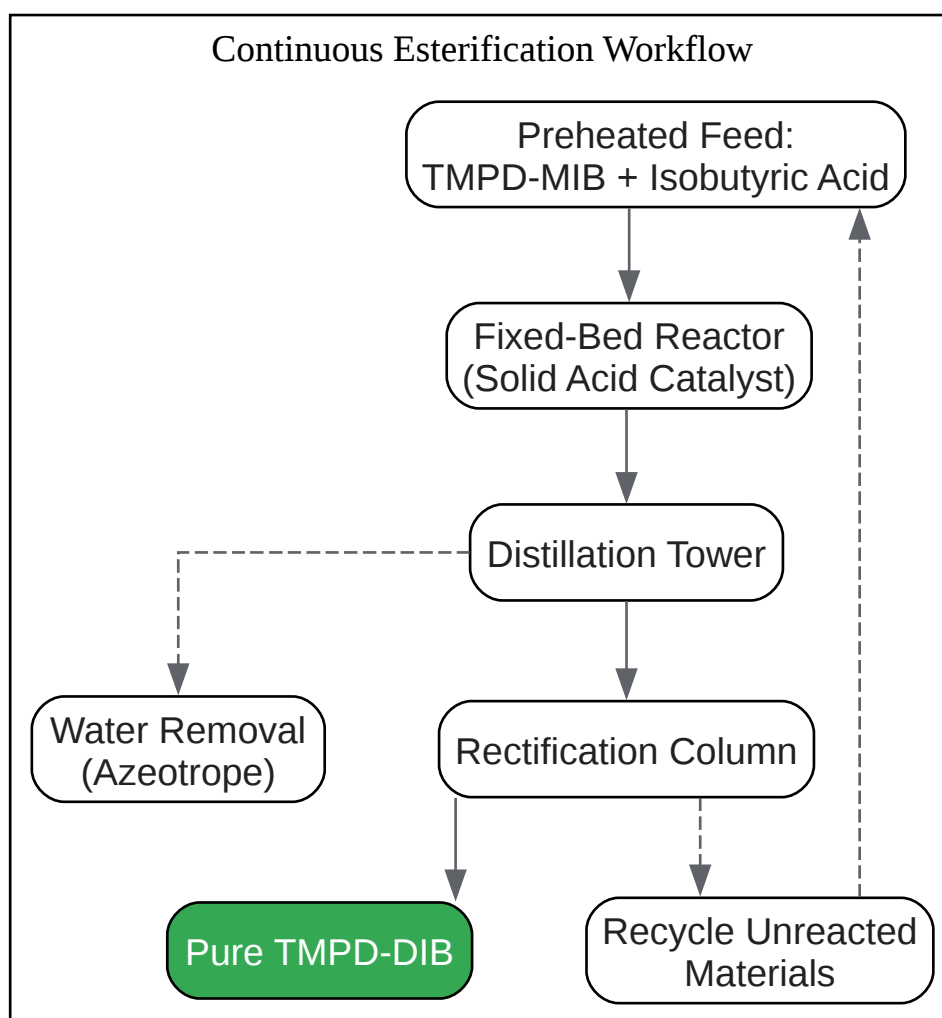 Continuous Esterification Workflow
Preheated Feed:
TMPD-MIB + Isobutyric Acid
Fixed-Bed Reactor
(Solid Acid Catalyst)
Distillation Tower
Water Removal
(Azeotrope)
Rectification Column
Pure TMPD-DIB
Recycle Unreacted
Materials